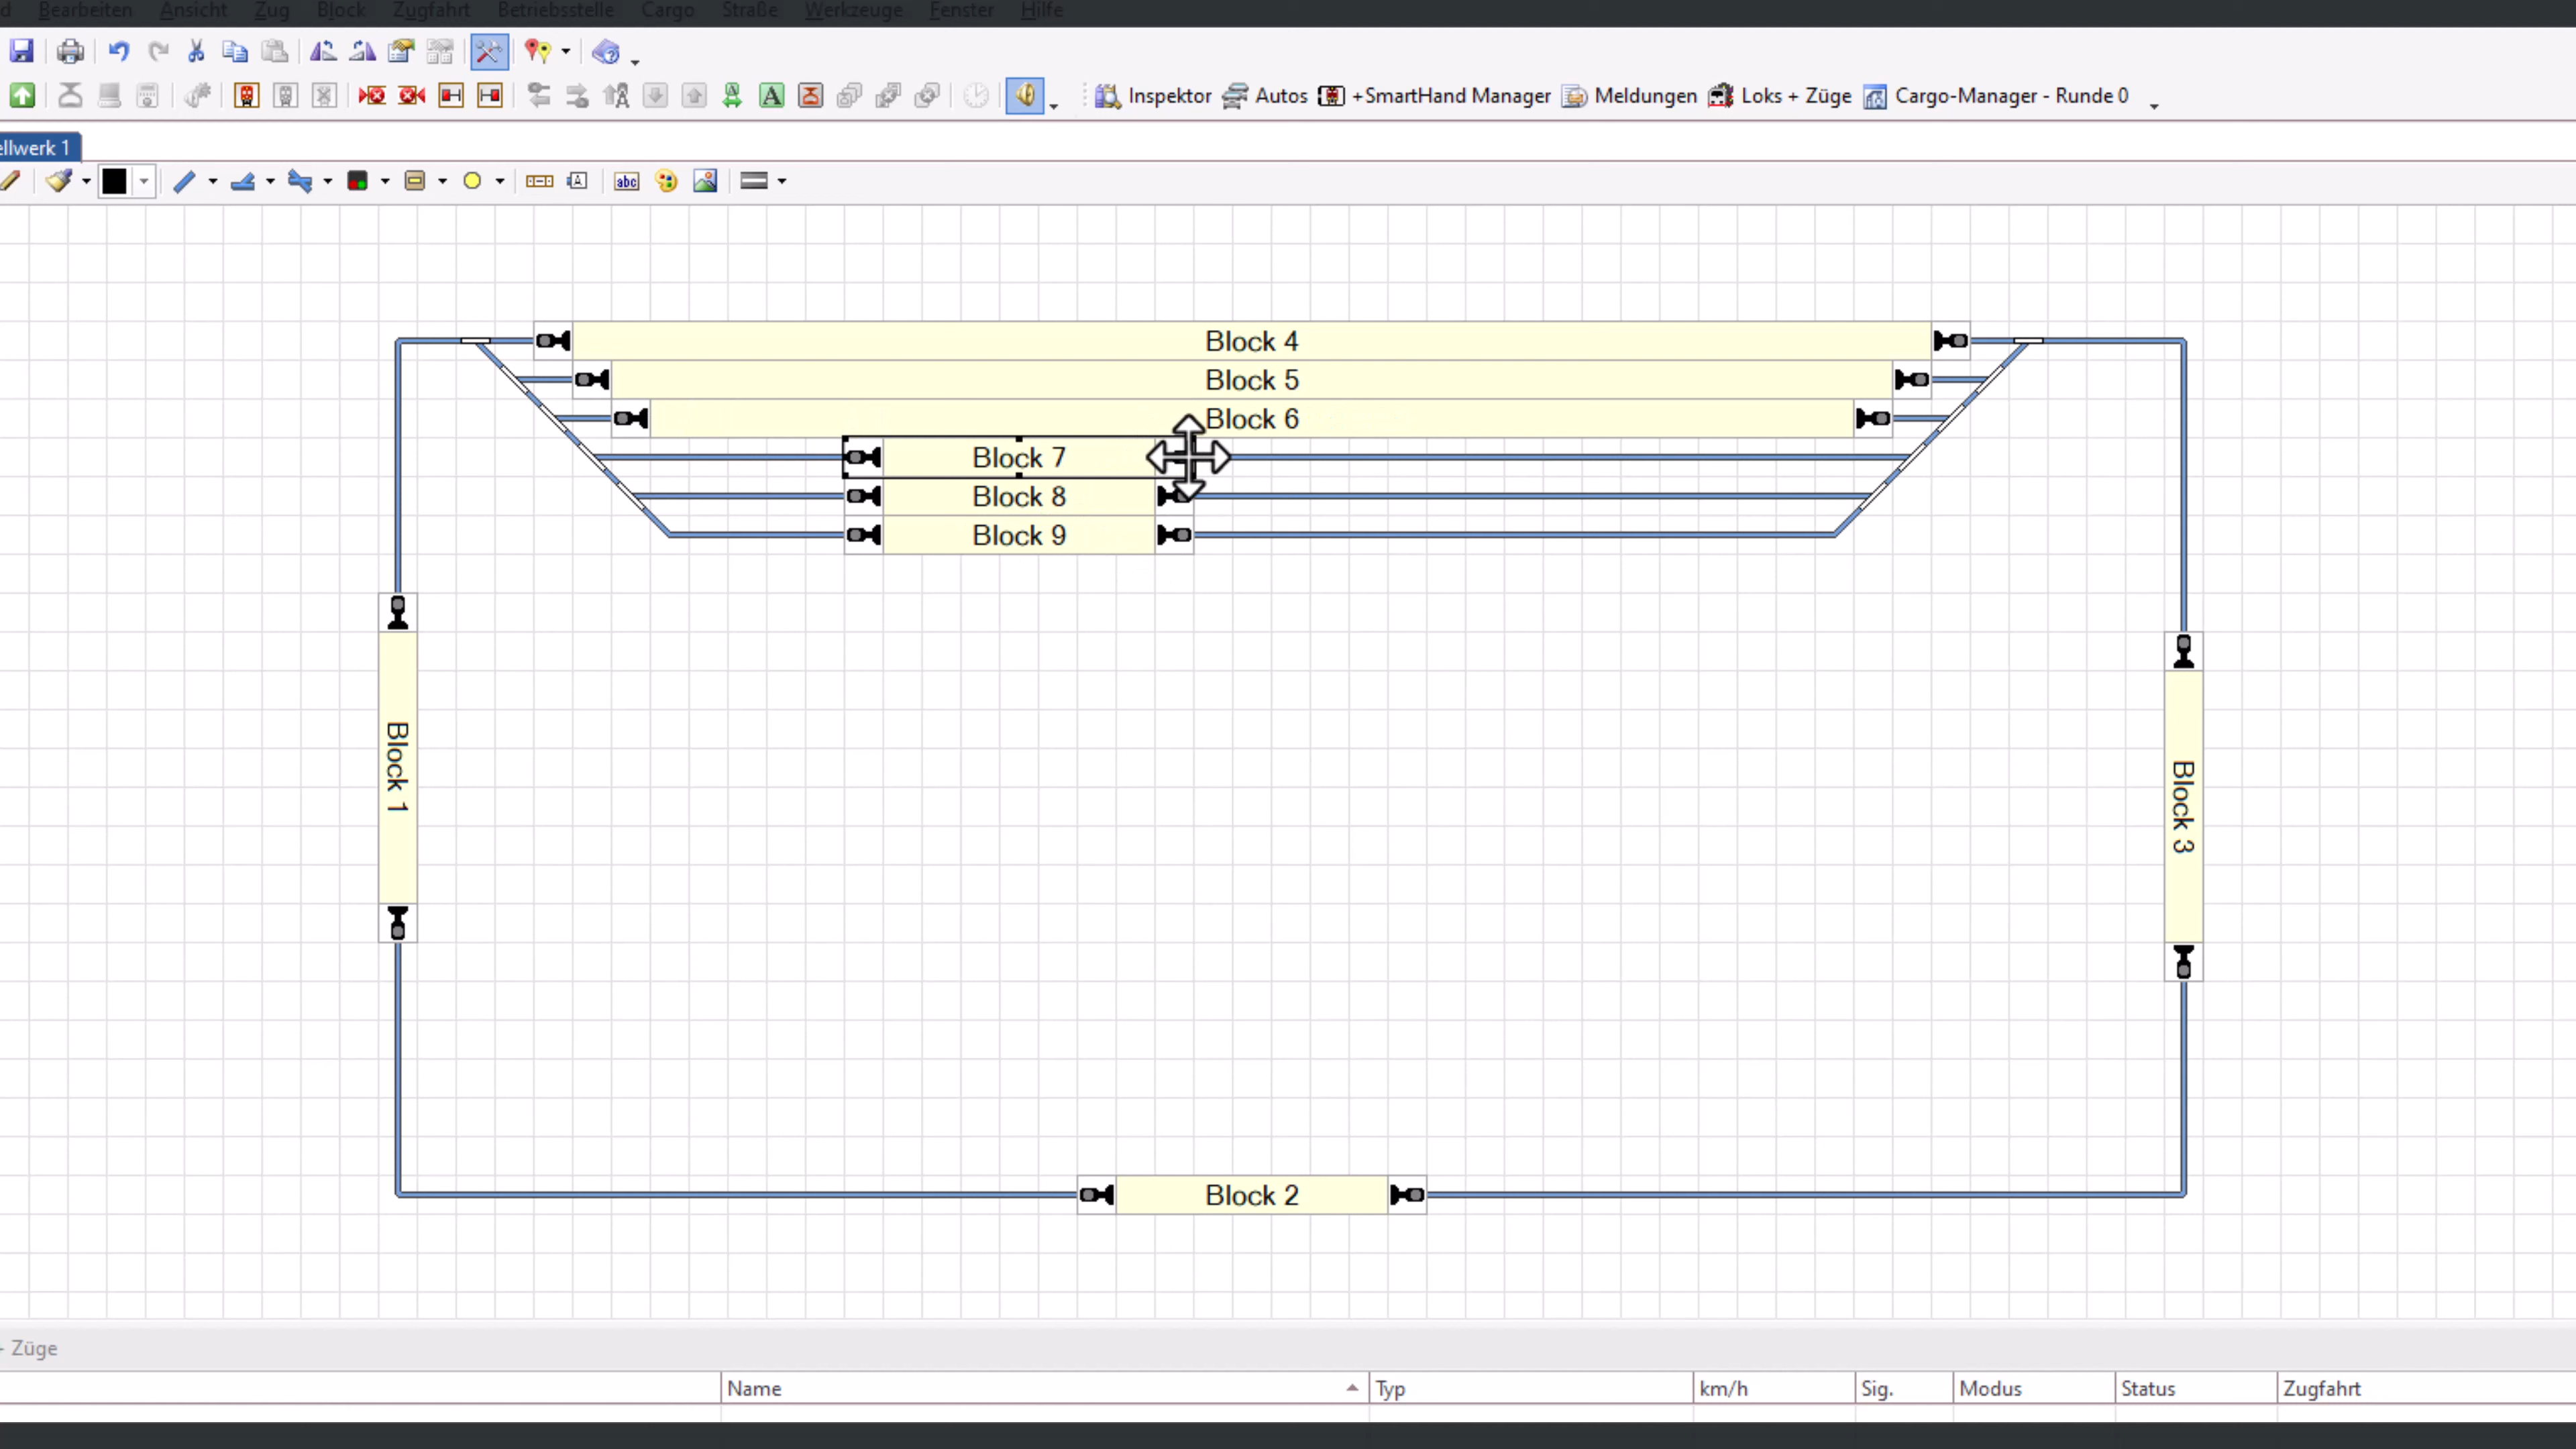 d Bearbeiten Ansicht Zug Block Zugfahrt Betriebsstelle Cargo Straße Werkzeuge Fenster Hilfe
Inspektor Autos +SmartHand Manager Meldungen Loks + Züge Cargo-Manager - Runde 0
ellwerk 1
abc
Block 4
Block 5
Block 6
Block 7
Block 8
Block 9
Block 1
Block 3
Block 2
+ Züge
Name Typ km/h Sig. Modus Status Zugfahrt